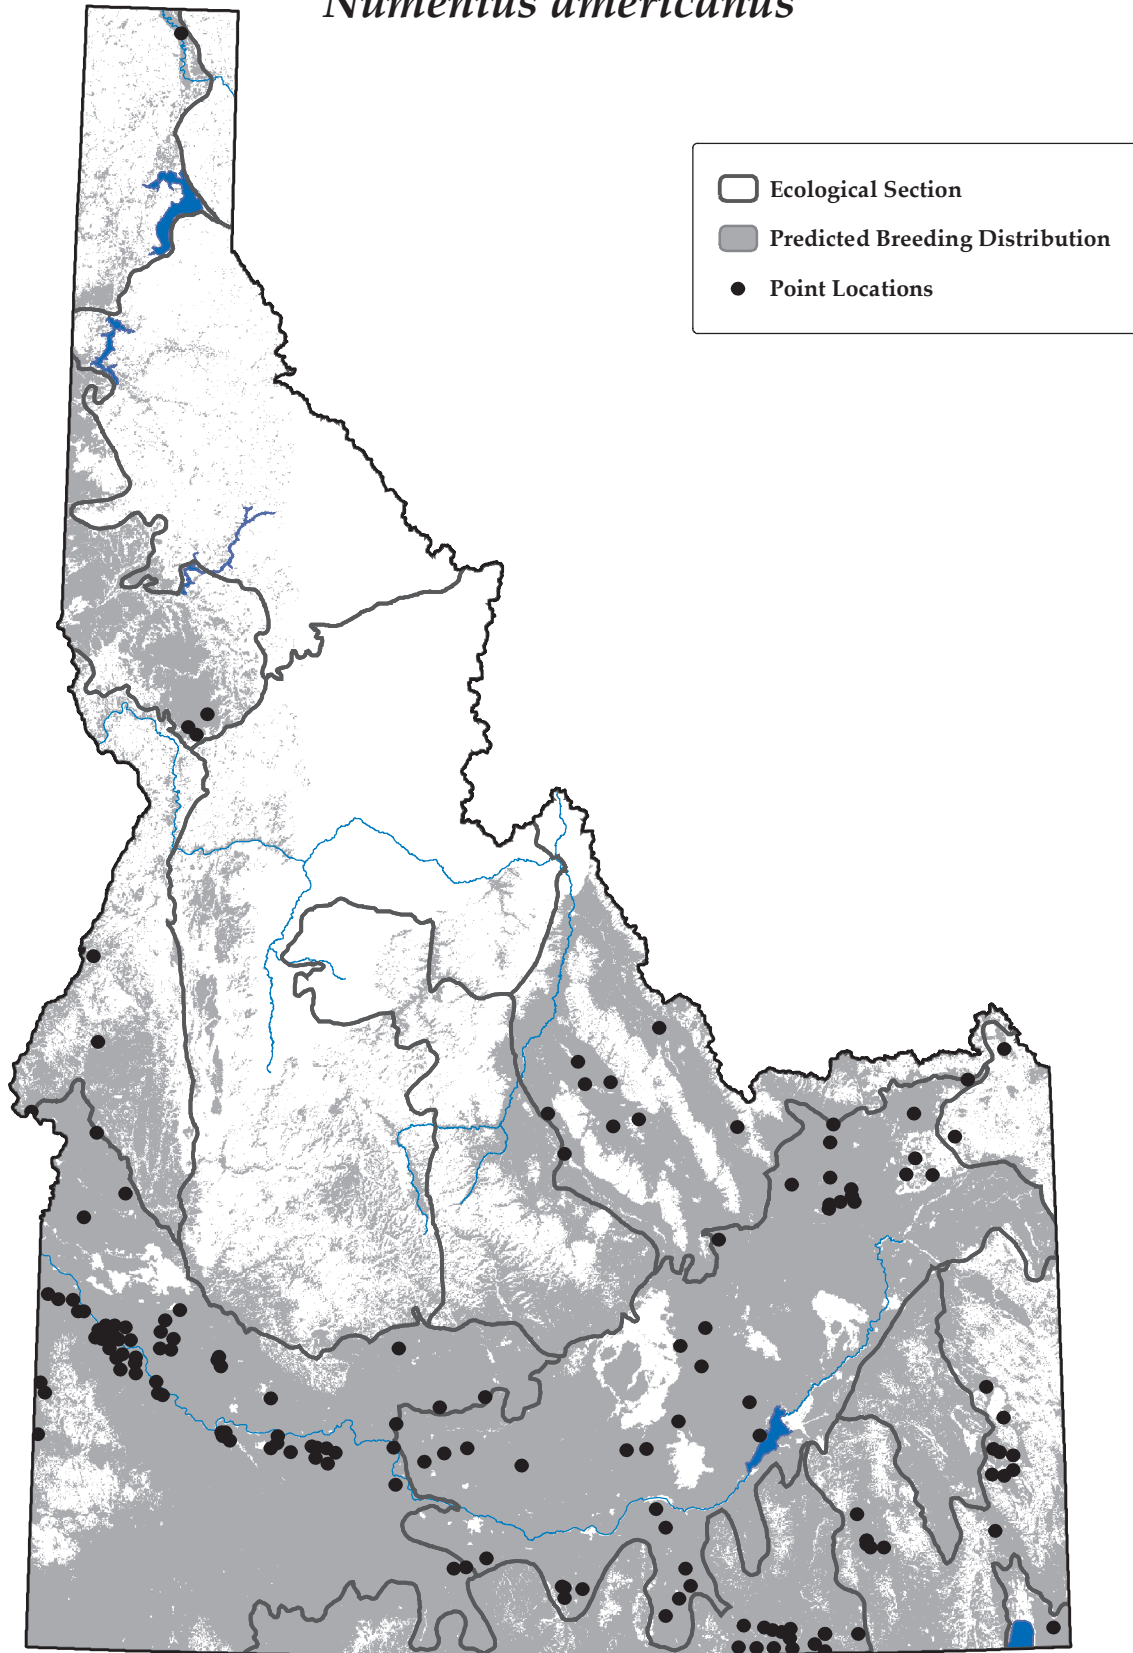 Numenius americanus
Ecological Section
Predicted Breeding Distribution
Point Locations